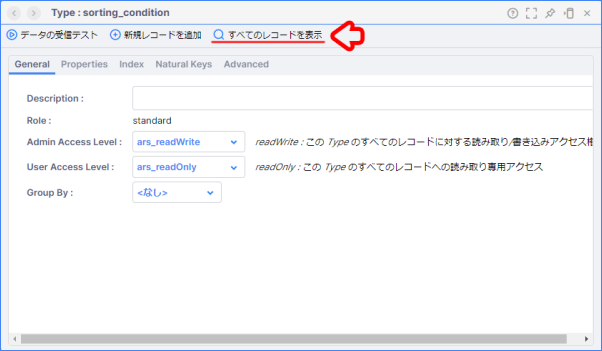 Type : sorting_condition
データの受信テスト 新規レコードを追加 すべてのレコードを表示
General Properties Index Natural Keys Advanced
Description :
Role : standard
Admin Access Level : ars_readWrite readWrite : この Type のすべてのレコードに対する読み取り/書き込みアクセス権
User Access Level : ars_readOnly readOnly : この Type のすべてのレコードへの読み取り専用アクセス
Group By : <なし>